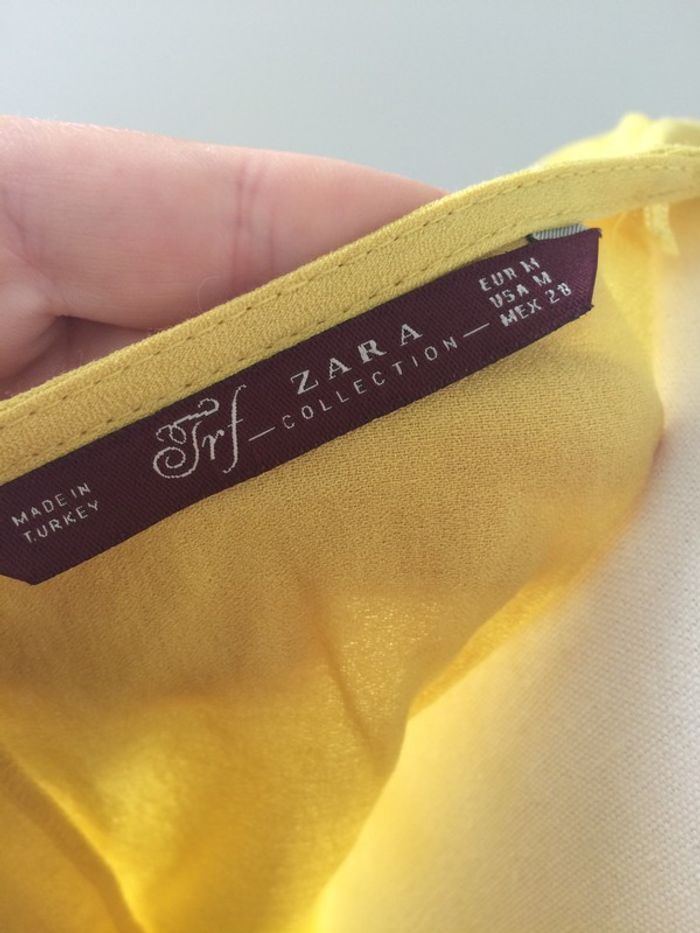 MADE IN
TURKEY
Trf
ZARA
—COLLECTION—
EUR M
USA M
MEX 28